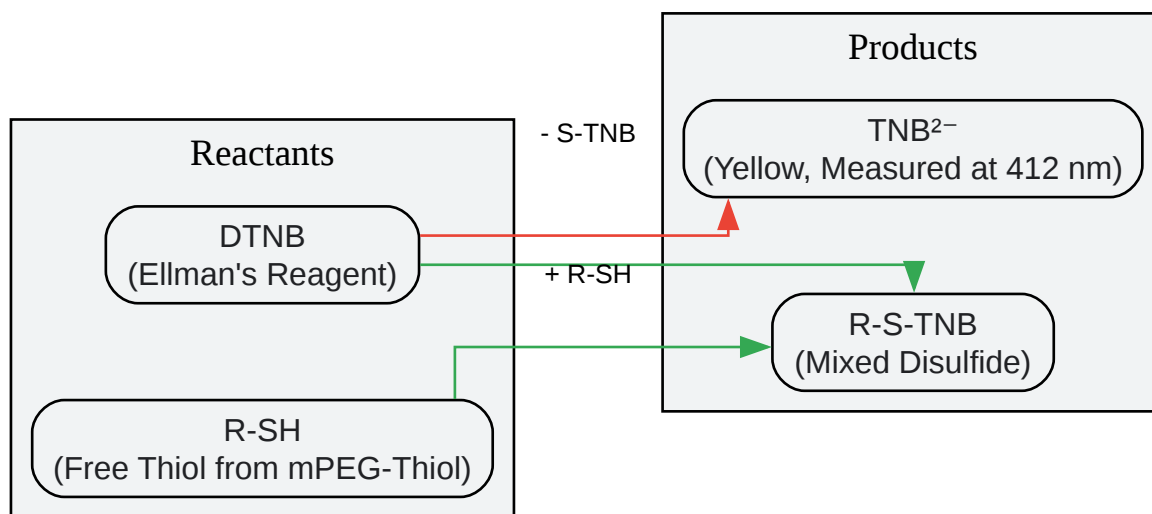 Reactants
DTNB
(Ellman's Reagent)
R-SH
(Free Thiol from mPEG-Thiol)
- S-TNB
+ R-SH
Products
TNB²⁻
(Yellow, Measured at 412 nm)
R-S-TNB
(Mixed Disulfide)